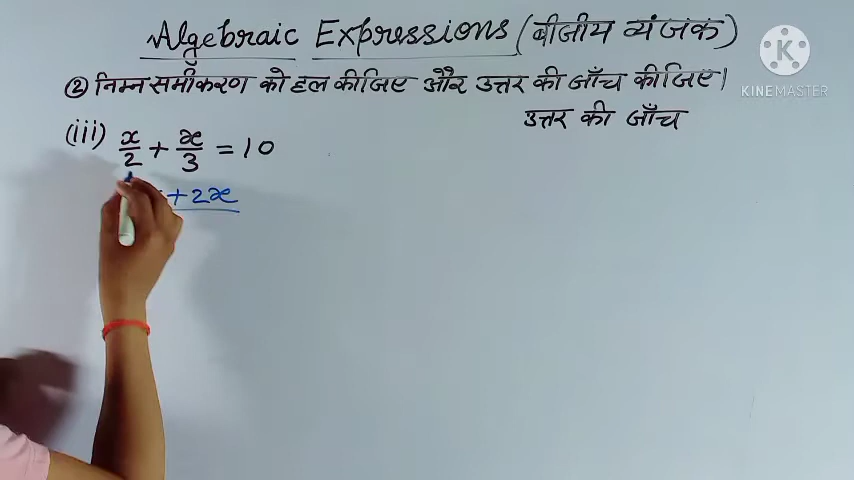 Algebraic Expressions (बीजीय व्यंजक)
② निम्न समीकरण को हल कीजिए और उत्तर की जाँच कीजिए।
उत्तर की जाँच
(iii) x/2 + x/3 = 10
+ 2x
KINEMASTER